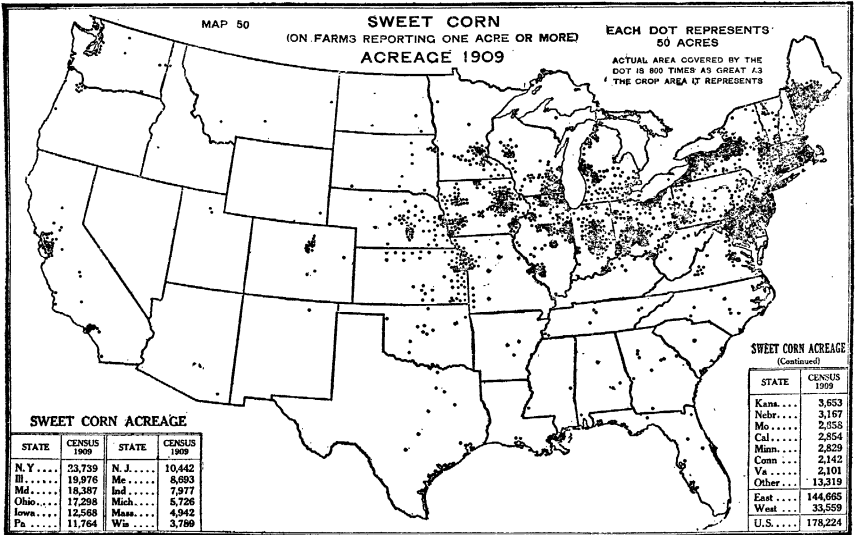 MAP 50
SWEET CORN
(ON FARMS REPORTING ONE ACRE OR MORE)
ACREAGE 1909
EACH DOT REPRESENTS
50 ACRES
ACTUAL AREA COVERED BY THE
DOT IS 800 TIMES AS GREAT AS
THE CROP AREA IT REPRESENTS
SWEET CORN ACREAGE
STATE CENSUS 1909 STATE CENSUS 1909
N.Y.... 23,739 N.J.... 10,442
Ill..... 19,976 Me.... 8,693
Md.... 18,387 Ind.... 7,977
Ohio.... 17,298 Mich.... 5,726
Iowa.... 12,568 Mass.... 4,942
Pa..... 11,764 Wis.... 3,789
SWEET CORN ACREAGE
(Continued)
STATE CENSUS 1909
Kans.... 3,653
Nebr.... 3,167
Mo..... 2,858
Cal..... 2,854
Minn.... 2,829
Conn.... 2,142
Va..... 2,101
Other.... 13,319
East.... 144,665
West.... 33,559
U.S..... 178,224